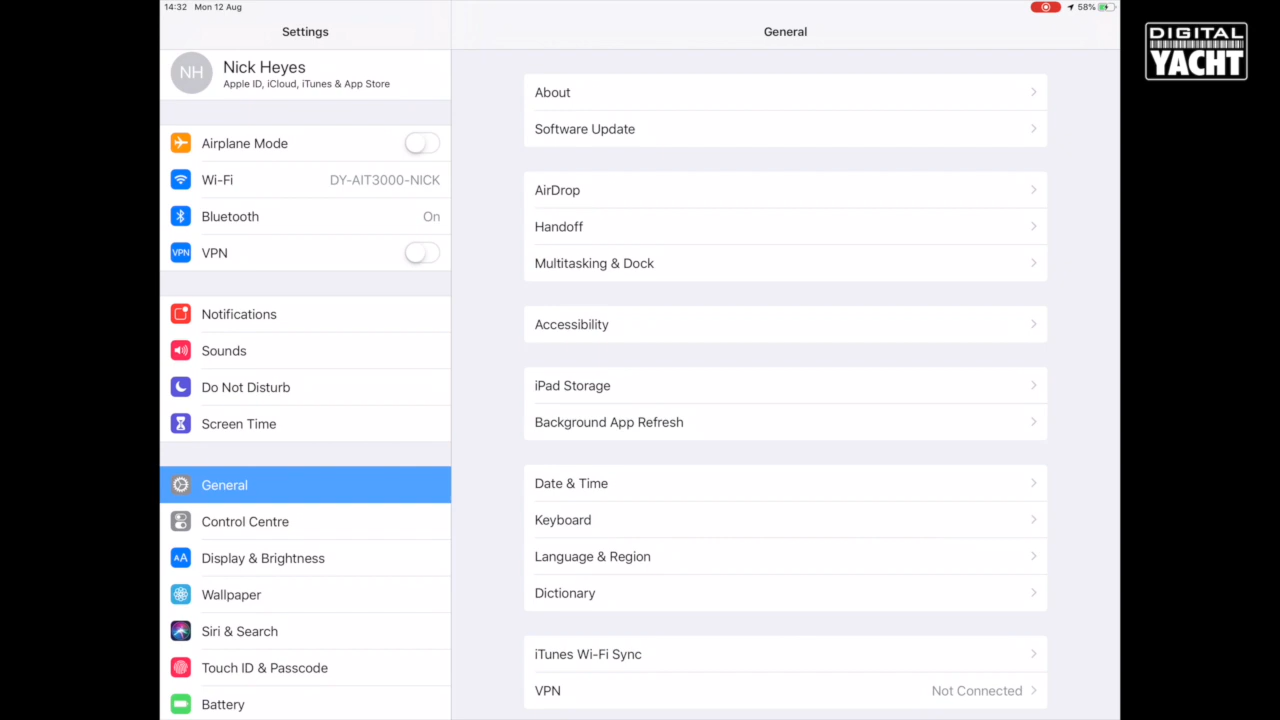 14:32 Mon 12 Aug
58%
Settings
General
DIGITAL
YACHT
NH
Nick Heyes
Apple ID, iCloud, iTunes & App Store
Airplane Mode
Wi-Fi DY-AIT3000-NICK
Bluetooth On
VPN VPN
Notifications
Sounds
Do Not Disturb
Screen Time
General
Control Centre
AA Display & Brightness
Wallpaper
Siri & Search
Touch ID & Passcode
Battery
About
Software Update
AirDrop
Handoff
Multitasking & Dock
Accessibility
iPad Storage
Background App Refresh
Date & Time
Keyboard
Language & Region
Dictionary
iTunes Wi-Fi Sync
VPN Not Connected